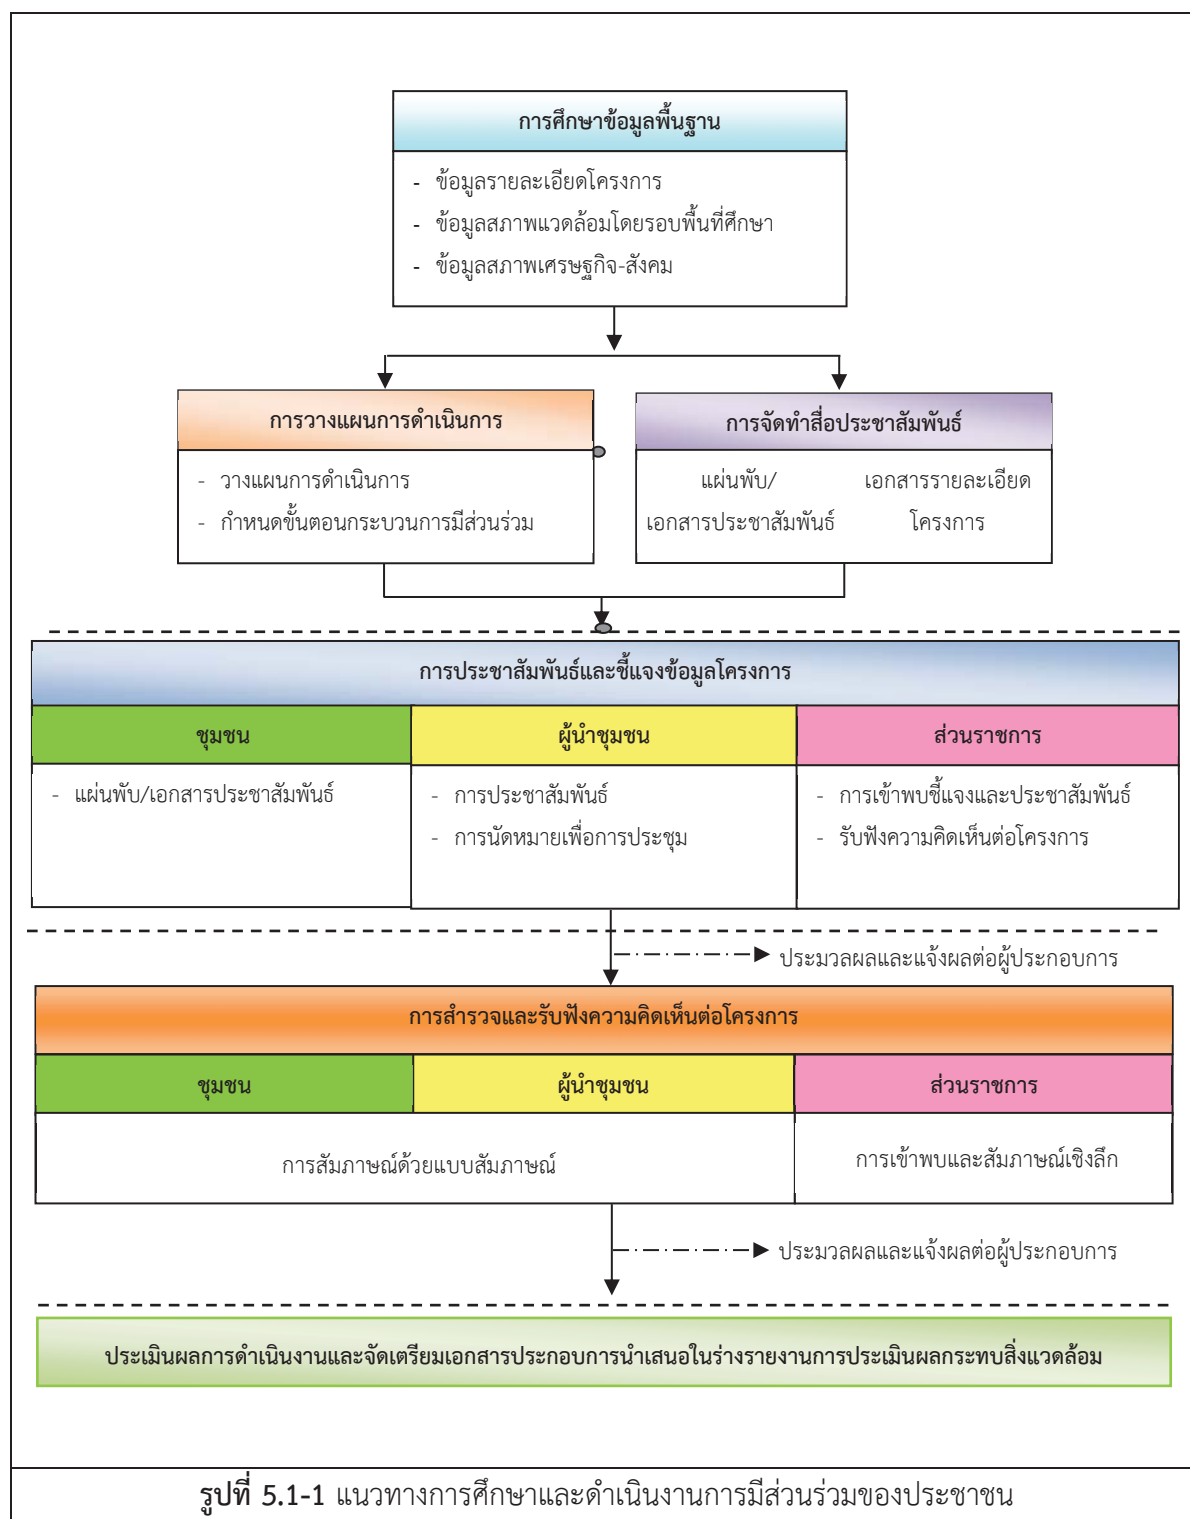 การศึกษาข้อมูลพื้นฐาน
- ข้อมูลรายละเอียดโครงการ
- ข้อมูลสภาพแวดล้อมโดยรอบพื้นที่ศึกษา
- ข้อมูลสภาพเศรษฐกิจ-สังคม
การวางแผนการดำเนินการ
- วางแผนการดำเนินการ
- กำหนดขั้นตอนกระบวนการมีส่วนร่วม
การจัดทำสื่อประชาสัมพันธ์
แผ่นพับ/
เอกสารประชาสัมพันธ์
เอกสารรายละเอียด
โครงการ
การประชาสัมพันธ์และชี้แจงข้อมูลโครงการ
ชุมชน
- แผ่นพับ/เอกสารประชาสัมพันธ์
ผู้นำชุมชน
- การประชาสัมพันธ์
- การนัดหมายเพื่อการประชุม
ส่วนราชการ
- การเข้าพบชี้แจงและประชาสัมพันธ์
- รับฟังความคิดเห็นต่อโครงการ
ประมวลผลและแจ้งผลต่อผู้ประกอบการ
การสำรวจและรับฟังความคิดเห็นต่อโครงการ
ชุมชน
ผู้นำชุมชน
ส่วนราชการ
การสัมภาษณ์ด้วยแบบสัมภาษณ์
การเข้าพบและสัมภาษณ์เชิงลึก
ประมวลผลและแจ้งผลต่อผู้ประกอบการ
ประเมินผลการดำเนินงานและจัดเตรียมเอกสารประกอบการนำเสนอในร่างรายงานการประเมินผลกระทบสิ่งแวดล้อม
รูปที่ 5.1-1 แนวทางการศึกษาและดำเนินงานการมีส่วนร่วมของประชาชน